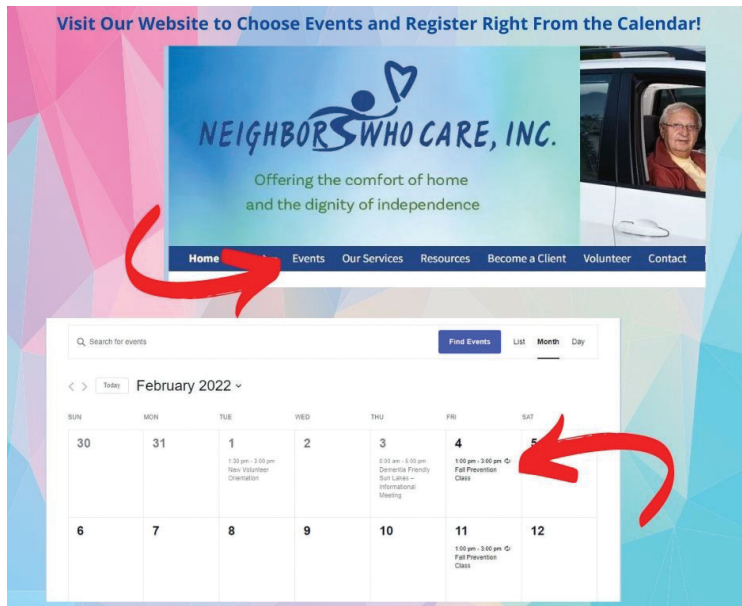 Visit Our Website to Choose Events and Register Right From the Calendar!
NEIGHBORS WHO CARE, INC.
Offering the comfort of home
and the dignity of independence
Home Events Our Services Resources Become a Client Volunteer Contact
Search for events Find Events List Month Day
Today February 2022
SUN MON TUE WED THU FRI SAT
30 31 1 2 3 4 5
1:30 pm - 3:00 pm
New Volunteer
Orientation
Dementia Friendly
Sun Lakes –
Informational
Meeting
1:00 pm - 3:00 pm
Fall Prevention
Class
6 7 8 9 10 11 12
1:00 pm - 3:00 pm
Fall Prevention
Class